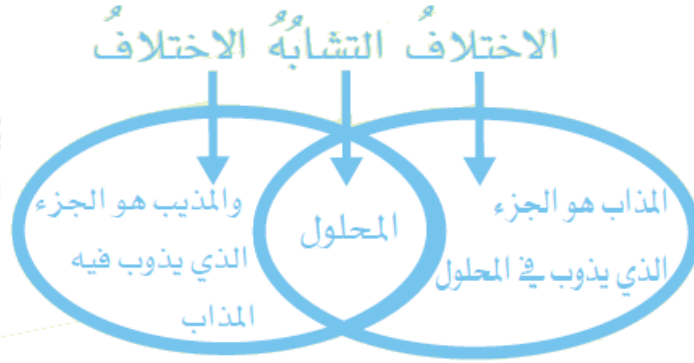 الاختلافُ التشابُهُ الاختلافُ
المذاب هو الجزء
الذي يذوب في المحلول
المحلول
والمذيب هو الجزء
الذي يذوب فيه
المذاب